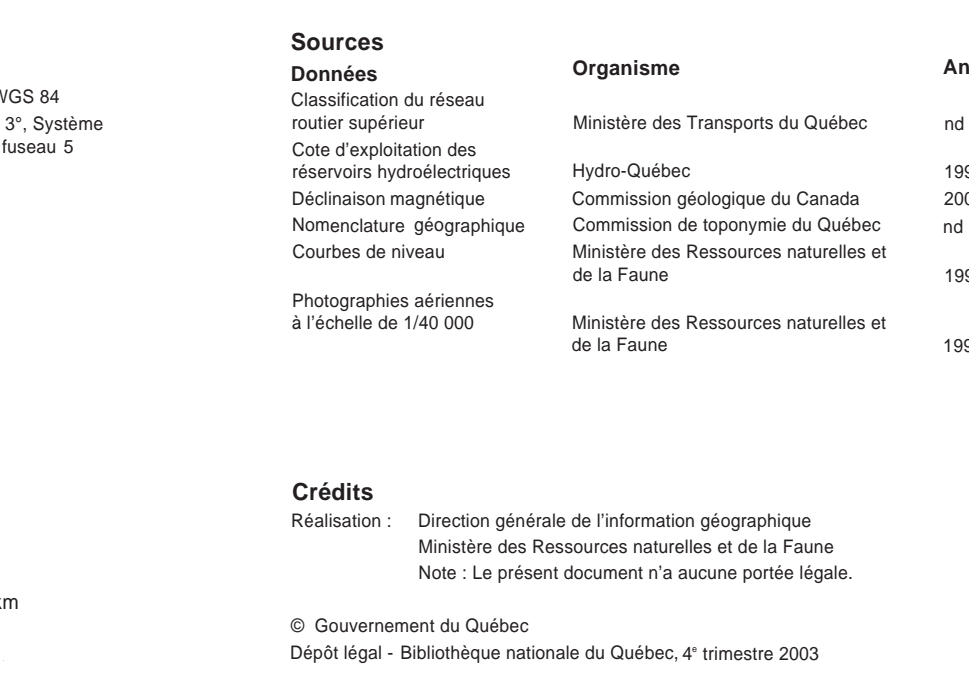 WGS 84
3°, Système
fuseau 5
km
Sources
Données Organisme
Classification du réseau
routier supérieur Ministère des Transports du Québec nd
Cote d'exploitation des
réservoirs hydroélectriques Hydro-Québec
Déclinaison magnétique Commission géologique du Canada
Nomenclature géographique Commission de toponymie du Québec nd
Courbes de niveau Ministère des Ressources naturelles et
de la Faune
Photographies aériennes
à l'échelle de 1/40 000 Ministère des Ressources naturelles et
de la Faune
Crédits
Réalisation : Direction générale de l'information géographique
Ministère des Ressources naturelles et de la Faune
Note : Le présent document n'a aucune portée légale.
© Gouvernement du Québec
Dépôt légal - Bibliothèque nationale du Québec, 4e trimestre 2003